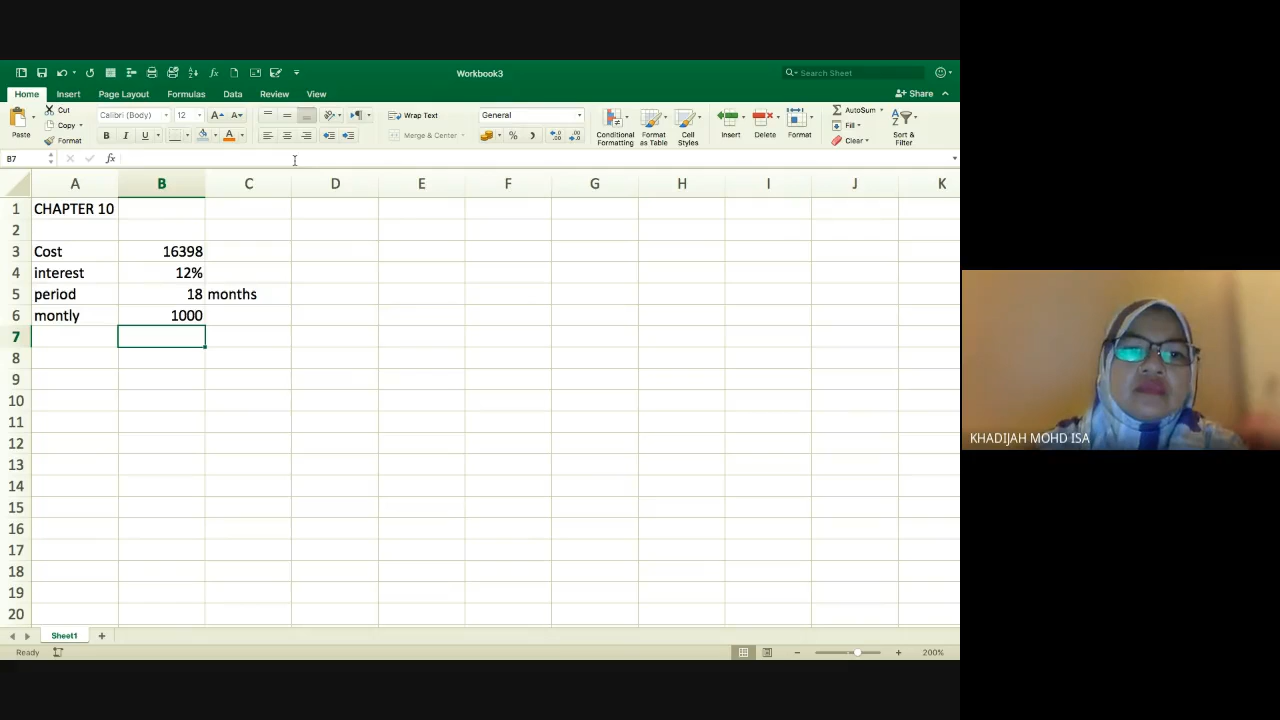 Workbook3
Search Sheet
Home Insert Page Layout Formulas Data Review View
Share
Paste
Cut
Copy
Format
Calibri (Body) 12
Wrap Text
Merge & Center
General
Conditional Formatting
Format as Table
Cell Styles
Insert
Delete
Format
AutoSum
Fill
Clear
Sort & Filter
B7 fx
A B C D E F G H I J K
1 CHAPTER 10
2
3 Cost 16398
4 interest 12%
5 period 18 months
6 montly 1000
7
8
9
10
11
12
13
14
15
16
17
18
19
20
Sheet1
Ready
200%
KHADIJAH MOHD ISA